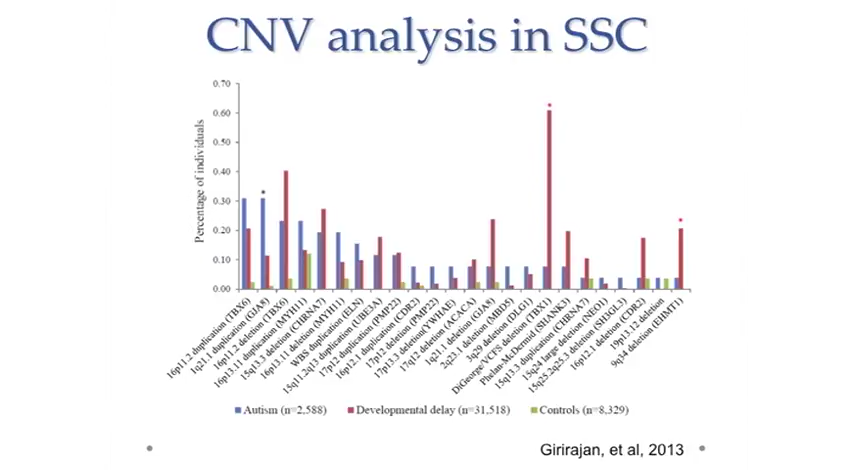 CNV analysis in SSC
0.70
0.60
0.50
0.40
0.30
0.20
0.10
0.00
Percentage of individuals
*
*
*
16p11.2 duplication (TBX6)
1q21.1 duplication (GJA8)
16p11.2 deletion (TBX6)
16p13.11 duplication (MYH11)
15q13.3 deletion (CHRNA7)
16p13.11 deletion (MYH11)
WBS duplication (ELN)
15q11.2q13 duplication (UBE3A)
17p12 duplication (PMP22)
16p12.1 duplication (CDR2)
17p12 deletion (PMP22)
17p13.3 deletion(YWHAE)
17q12 deletion (ACACA)
1q21.1 deletion (GJA8)
2q23.1 deletion (MBD5)
3q29 deletion (DLG1)
DiGeorge/VCFS deletion (TBX1)
Phelan-McDermid (SHANK3)
15q13.3 duplication (CHRNA7)
15q24 large deletion (NEO1)
15q25.2q25.3 deletion (SH3GL3)
16p12.1 deletion (CDR2)
19p13.12 deletion
9q34 deletion (EHMT1)
Autism (n=2,588)
Developmental delay (n=31,518)
Controls (n=8,329)
Girirajan, et al, 2013